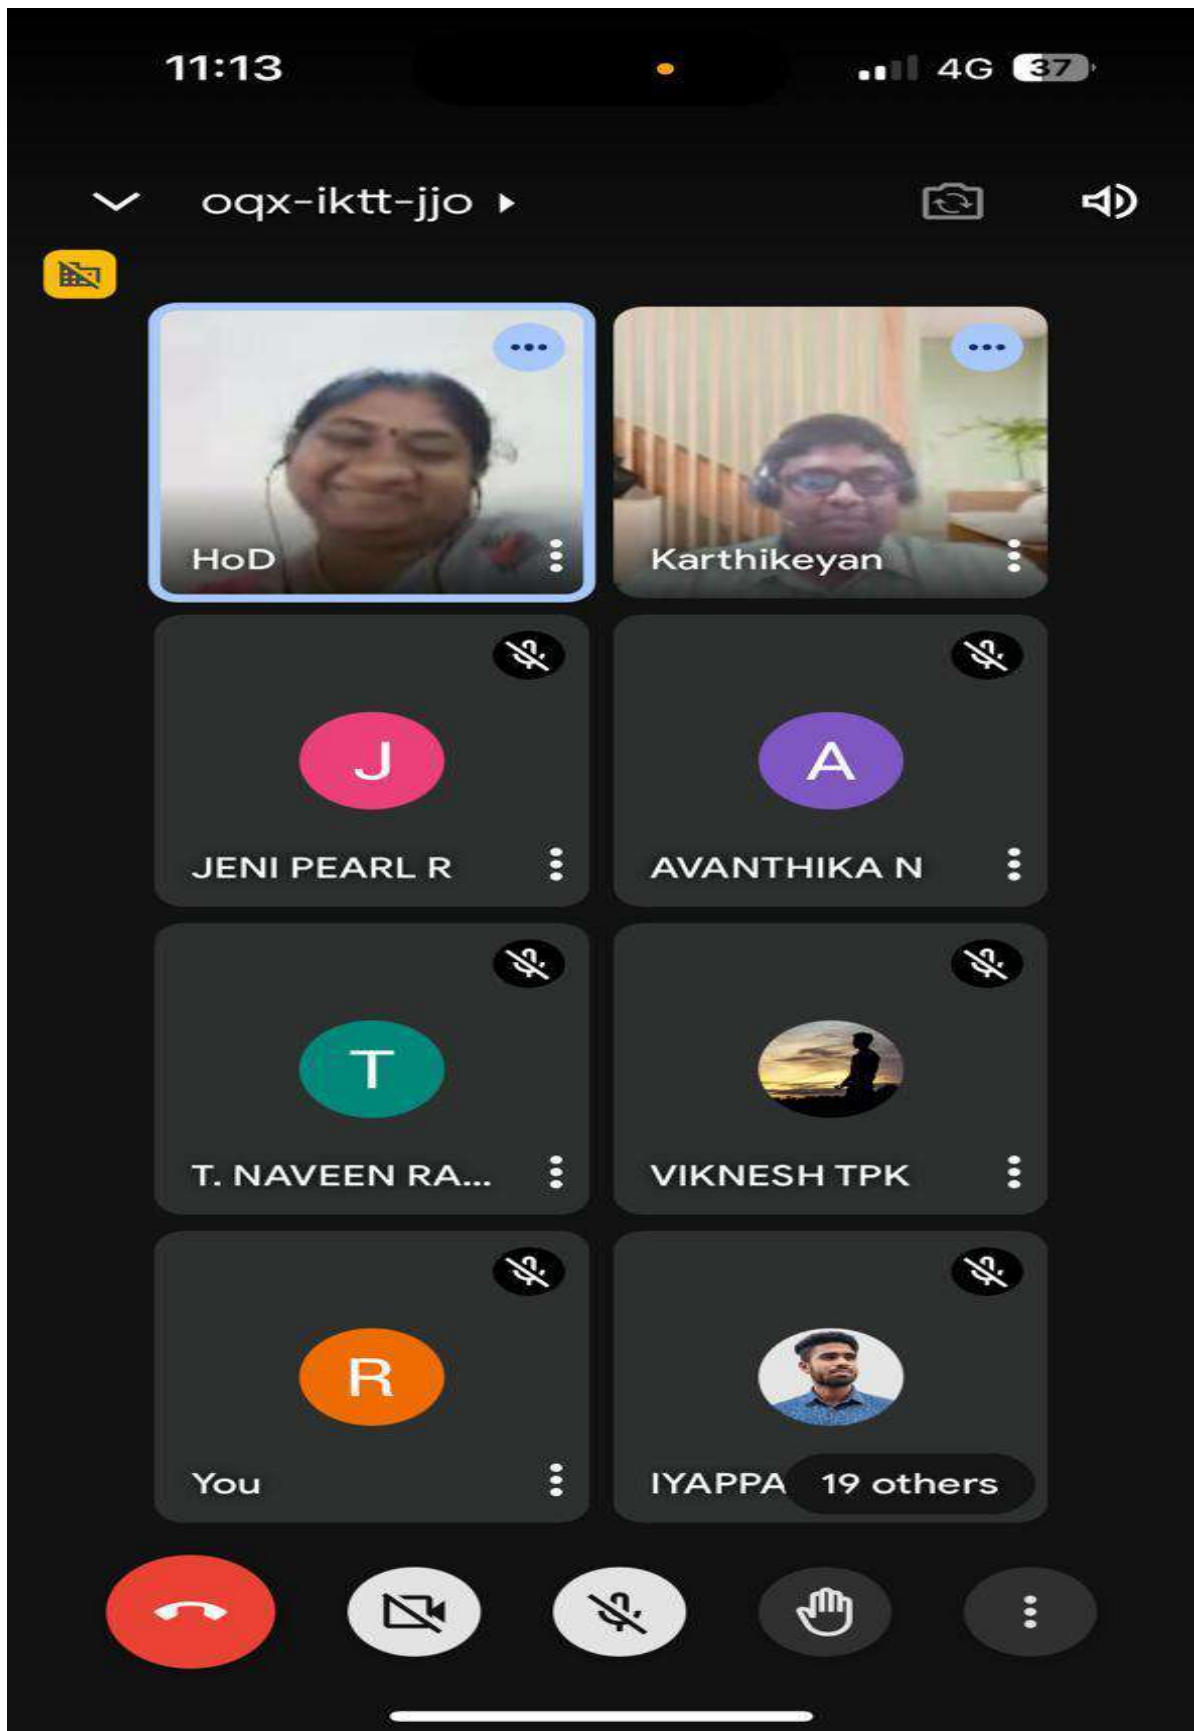 11:13 4G 37
oqx-iktt-jjo
HoD Karthikeyan
J A
JENI PEARL R AVANTHIKA N
T
T. NAVEEN RA... VIKNESH TPK
R
You IYAPPA 19 others